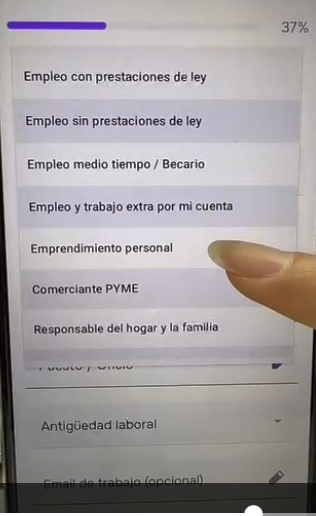 37%
Empleo con prestaciones de ley
Empleo sin prestaciones de ley
Empleo medio tiempo / Becario
Empleo y trabajo extra por mi cuenta
Emprendimiento personal
Comerciante PYME
Responsable del hogar y la familia
Antigüedad laboral
Email de trabajo (opcional)